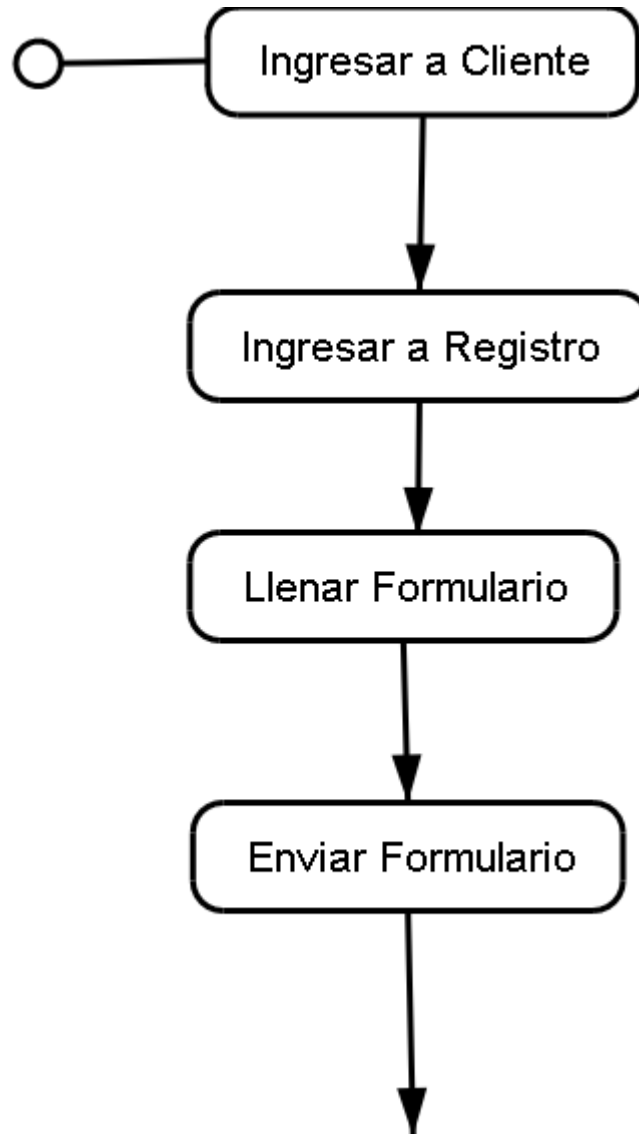 Ingresar a Cliente
Ingresar a Registro
Llenar Formulario
Enviar Formulario